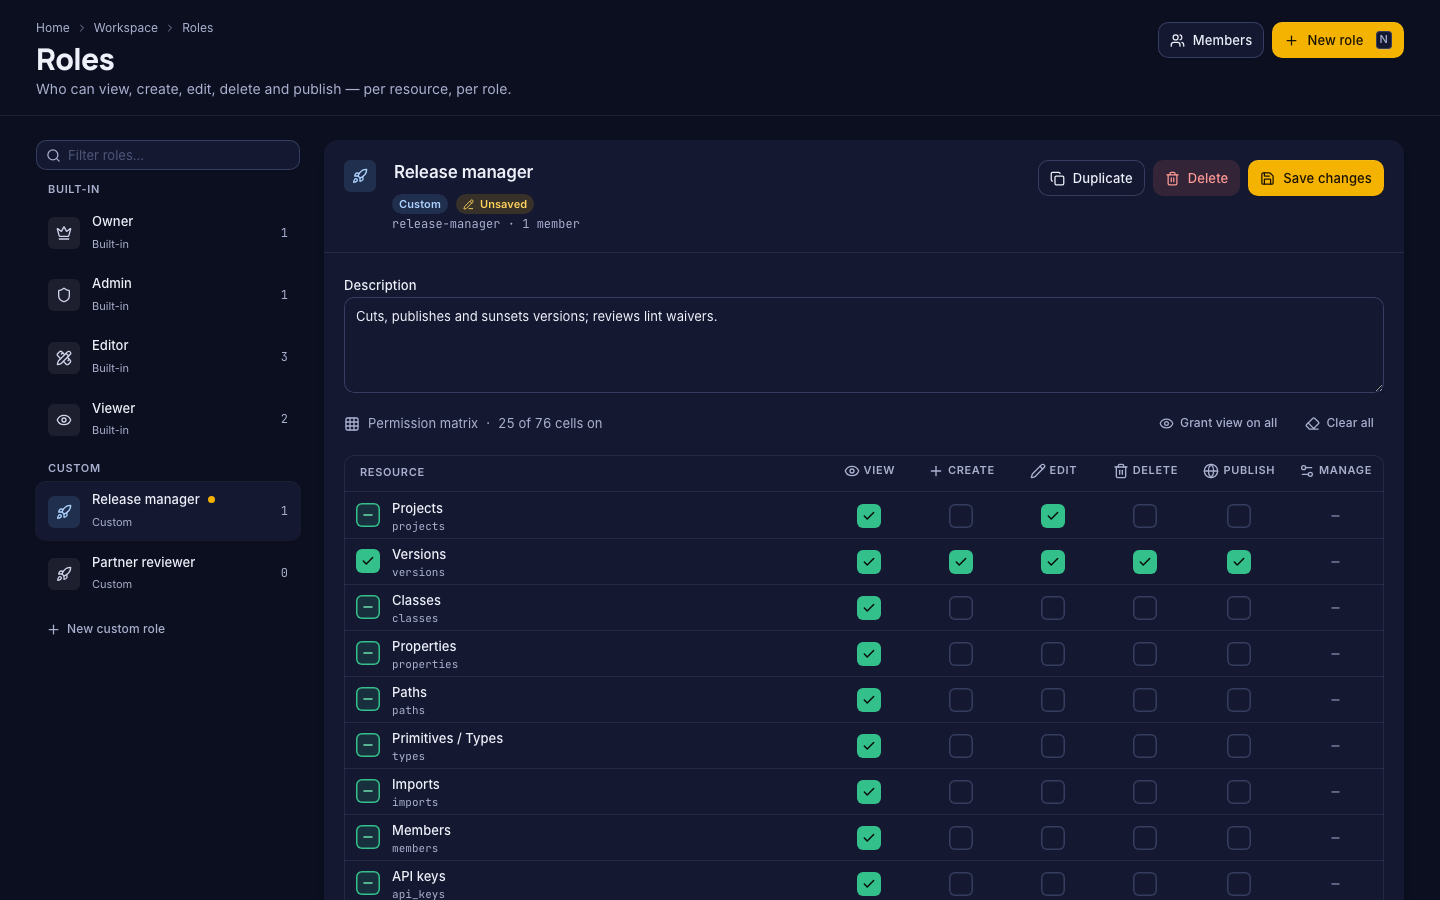 Home > Workspace > Roles
Roles
Who can view, create, edit, delete and publish — per resource, per role.
Members
New role N
Filter roles...
BUILT-IN
Owner
Built-in
1
Admin
Built-in
1
Editor
Built-in
3
Viewer
Built-in
2
CUSTOM
Release manager
Custom
1
Partner reviewer
Custom
0
New custom role
Release manager
Custom
Unsaved
release-manager · 1 member
Duplicate
Delete
Save changes
Description
Cuts, publishes and sunsets versions; reviews lint waivers.
Permission matrix · 25 of 76 cells on
Grant view on all
Clear all
RESOURCE VIEW CREATE EDIT DELETE PUBLISH MANAGE
Projects
projects
–
Versions
versions
–
Classes
classes
–
Properties
properties
–
Paths
paths
–
Primitives / Types
types
–
Imports
imports
–
Members
members
–
API keys
api_keys
–